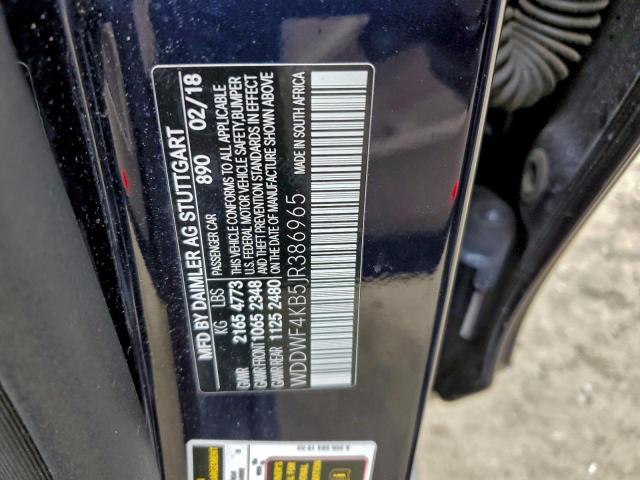 MFD BY DAIMLER AG STUTTGART
PASSENGER CAR 890 02/18
KG LBS
GVWR 2165 4773
GAWR FRONT 1065 2348
GAWR REAR 1125 2480
THIS VEHICLE CONFORMS TO ALL APPLICABLE
U.S. FEDERAL MOTOR VEHICLE SAFETY, BUMPER
AND THEFT PREVENTION STANDARDS IN EFFECT
ON THE DATE OF MANUFACTURE SHOWN ABOVE
WDDWF4KB5JR386965
MADE IN SOUTH AFRICA